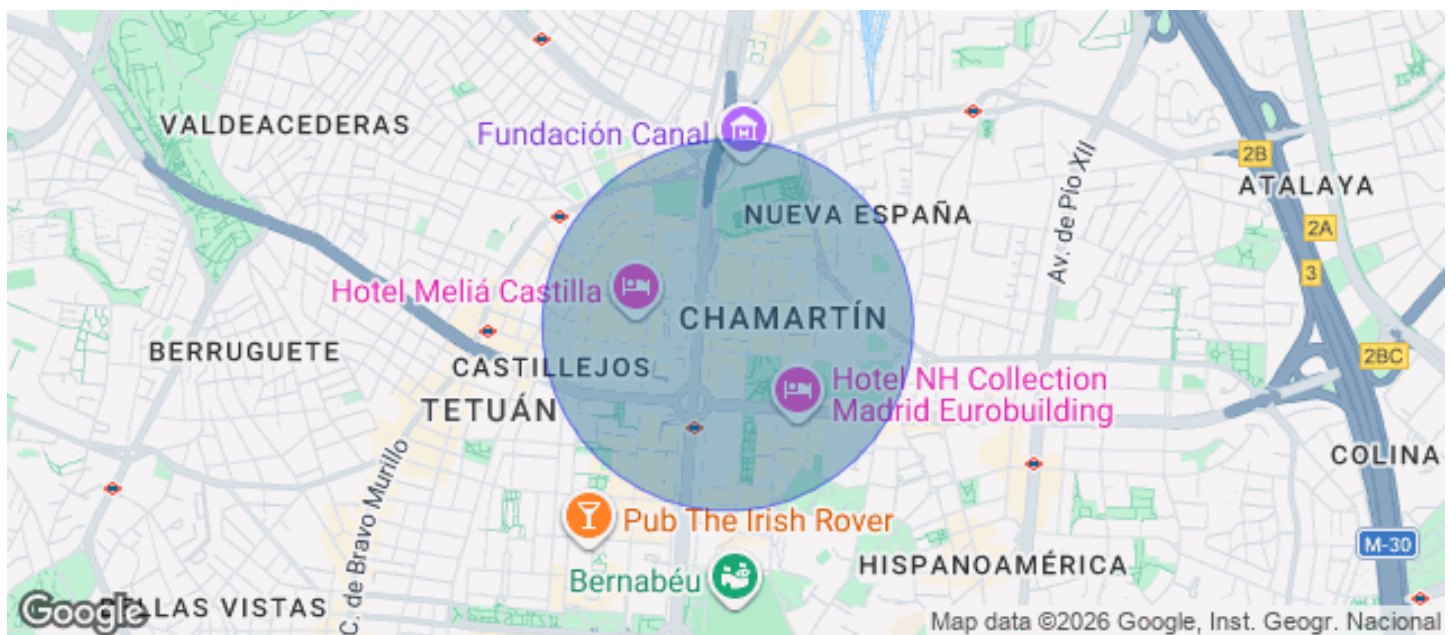 VALDEACEDERAS
Fundación Canal
2B
ATALAYA
NUEVA ESPAÑA
2A
Av. de Pío XII
3
Hotel Meliá Castilla
CHAMARTÍN
BERRUGUETE
CASTILLEJOS
2BC
Hotel NH Collection
Madrid Eurobuilding
TETUÁN
COLINA
C. de Bravo Murillo
Pub The Irish Rover
M-30
HISPANOAMÉRICA
Bernabéu
Google
LLAS VISTAS
Map data ©2026 Google, Inst. Geogr. Nacional